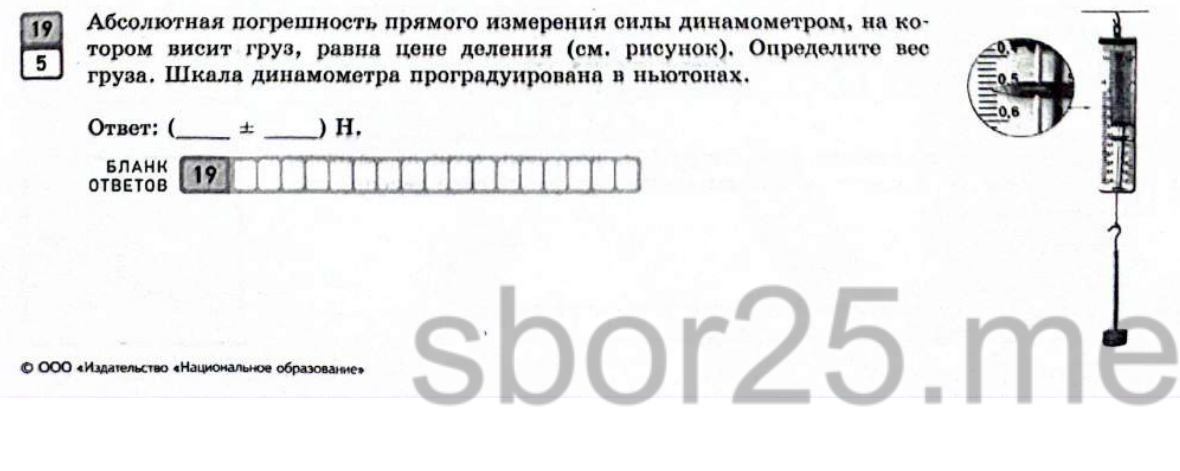 19 Абсолютная погрешность прямого измерения силы динамометром, на ко-
5 тором висит груз, равна цене деления (см. рисунок). Определите вес
груза. Шкала динамометра проградуирована в ньютонах.
0,5
0,6
Ответ: (____ ± ____) Н.
БЛАНК
ОТВЕТОВ 19
sbor25.me
© ООО «Издательство «Национальное образование»